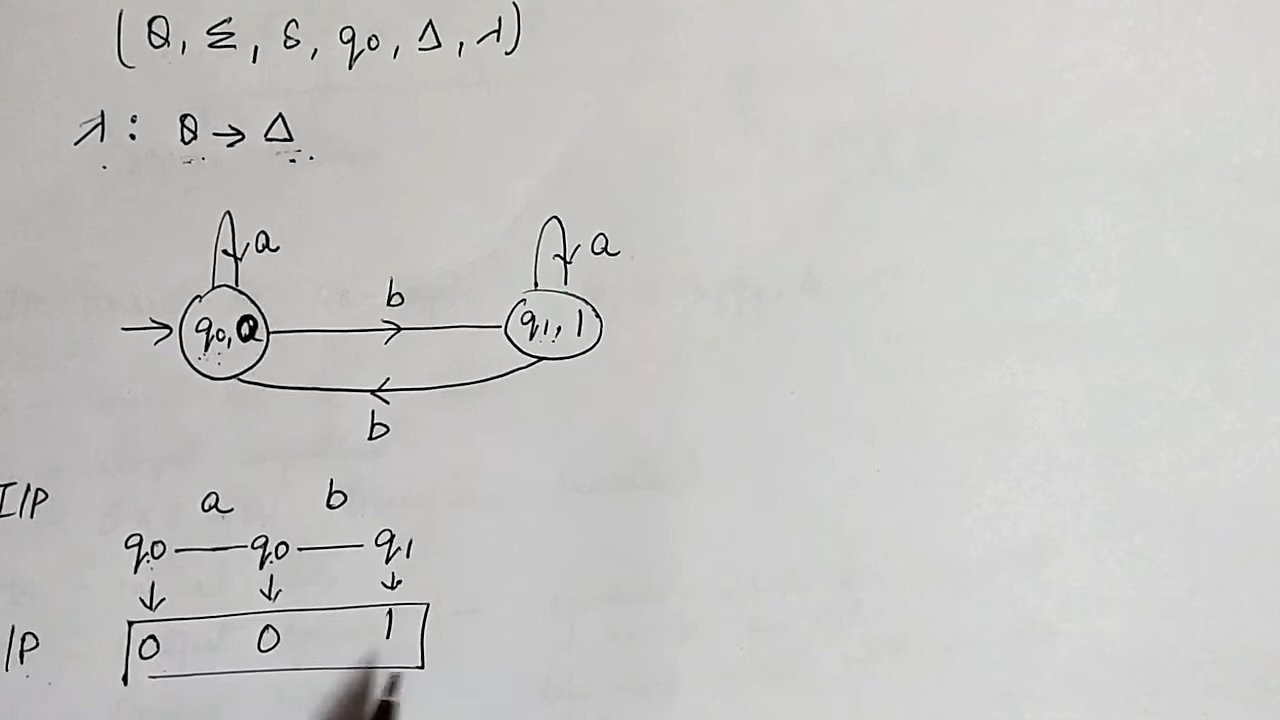 (Q, Σ, δ, q0, Δ, λ)
λ: Q → Δ
a a
b
q0, 0 q1, 1
b
I/P a b
q0 — q0 — q1
↓ ↓ ↓
/P 0 0 1